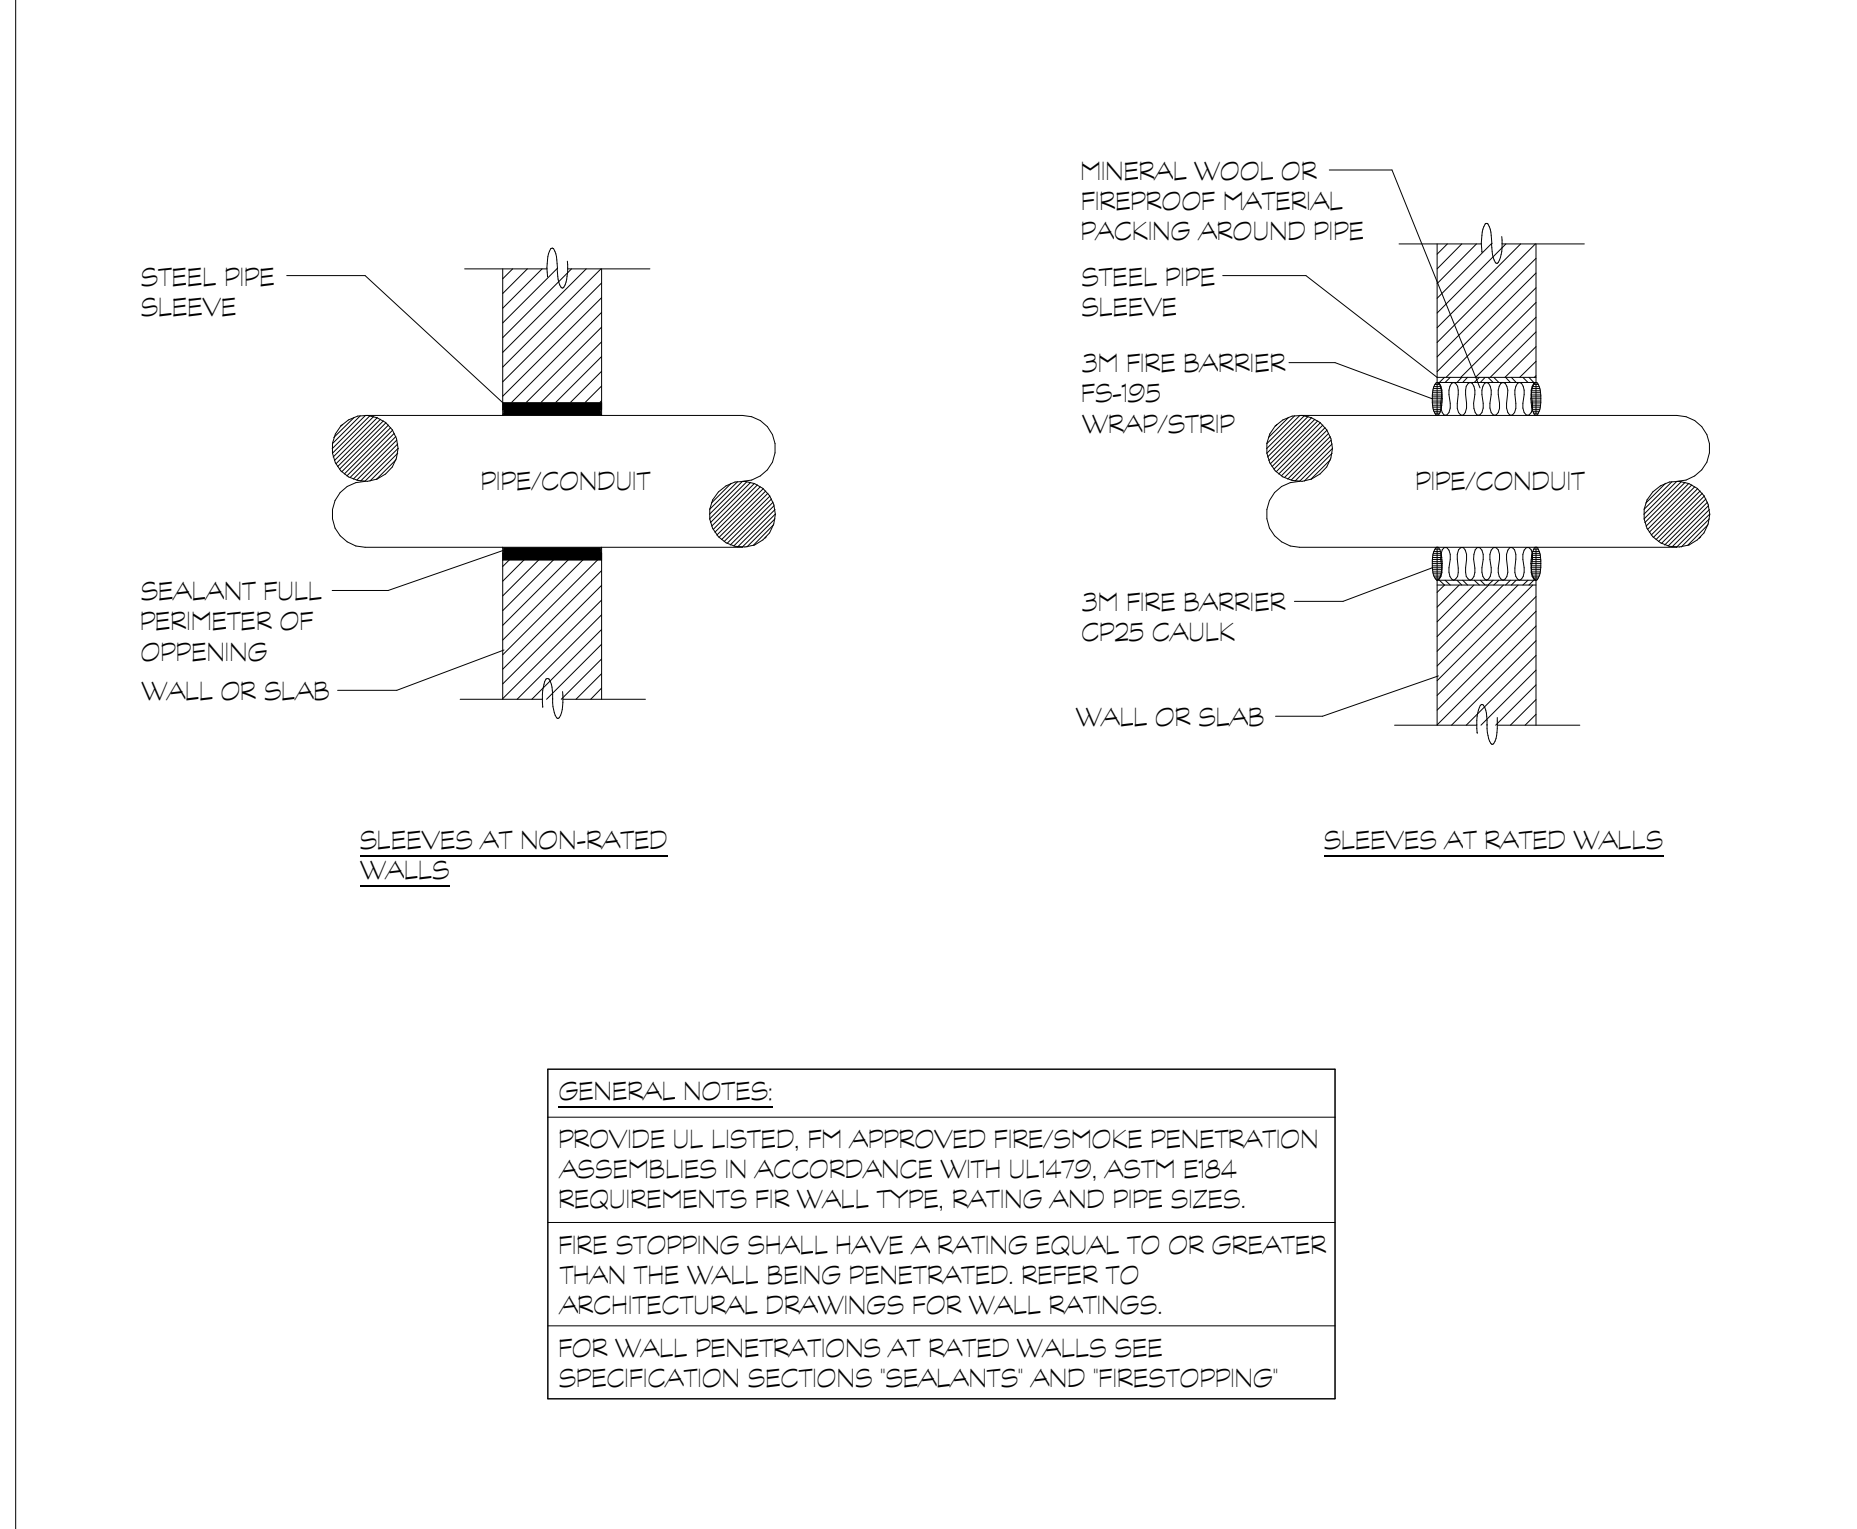 STEEL PIPE
SLEEVE
PIPE/CONDUIT
SEALANT FULL
PERIMETER OF
OPPENING
WALL OR SLAB
SLEEVES AT NON-RATED
WALLS
MINERAL WOOL OR
FIREPROOF MATERIAL
PACKING AROUND PIPE
STEEL PIPE
SLEEVE
3M FIRE BARRIER
FS-195
WRAP/STRIP
PIPE/CONDUIT
3M FIRE BARRIER
CP25 CAULK
WALL OR SLAB
SLEEVES AT RATED WALLS
GENERAL NOTES:
PROVIDE UL LISTED, FM APPROVED FIRE/SMOKE PENETRATION
ASSEMBLIES IN ACCORDANCE WITH UL1479, ASTM E184
REQUIREMENTS FIR WALL TYPE, RATING AND PIPE SIZES.
FIRE STOPPING SHALL HAVE A RATING EQUAL TO OR GREATER
THAN THE WALL BEING PENETRATED. REFER TO
ARCHITECTURAL DRAWINGS FOR WALL RATINGS.
FOR WALL PENETRATIONS AT RATED WALLS SEE
SPECIFICATION SECTIONS "SEALANTS" AND "FIRESTOPPING"